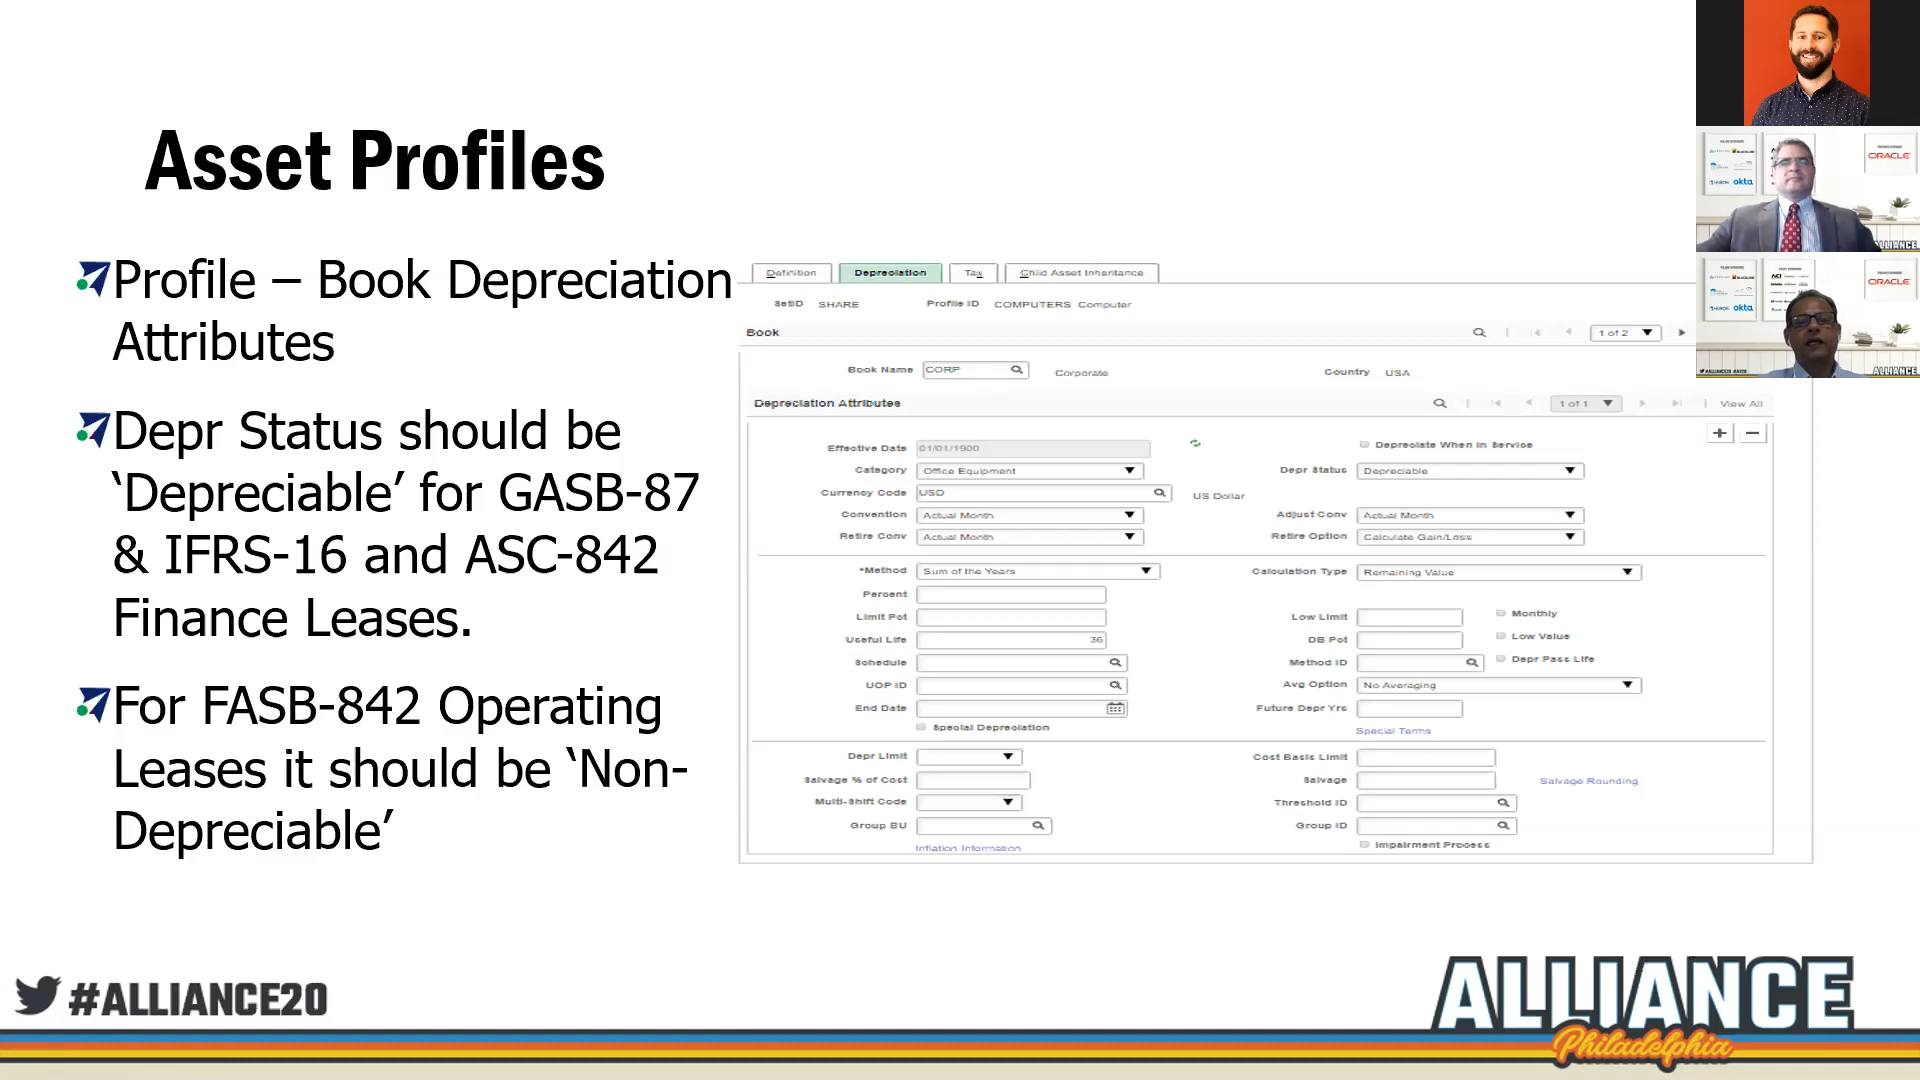 Asset Profiles
Profile – Book Depreciation
Attributes
Depr Status should be
‘Depreciable’ for GASB-87
& IFRS-16 and ASC-842
Finance Leases.
For FASB-842 Operating
Leases it should be ‘Non-
Depreciable’
Definition Depreciation Tax Child Asset Inheritance
SetID SHARE Profile ID COMPUTERS Computer
Book 1 of 2
Book Name CORP Corporate Country USA
Depreciation Attributes 1 of 1 View All
Effective Date 01/01/1900 Depreciate When In Service
Category Office Equipment Depr Status Depreciable
Currency Code USD US Dollar
Convention Actual Month Adjust Conv Actual Month
Retire Conv Actual Month Retire Option Calculate Gain/Loss
*Method Sum of the Years Calculation Type Remaining Value
Percent
Limit Pct Low Limit Monthly
Useful Life 36 DB Pct Low Value
Schedule Method ID Depr Pass Life
UOP ID Avg Option No Averaging
End Date Future Depr Yrs
Special Depreciation Special Terms
Depr Limit Cost Basis Limit
Salvage % of Cost Salvage Salvage Rounding
Multi-Shift Code Threshold ID
Group BU Group ID
Inflation Information Impairment Process
ORACLE
okta
ALLIANCE
ORACLE
okta
ALLIANCE
#ALLIANCE20
ALLIANCE
Philadelphia